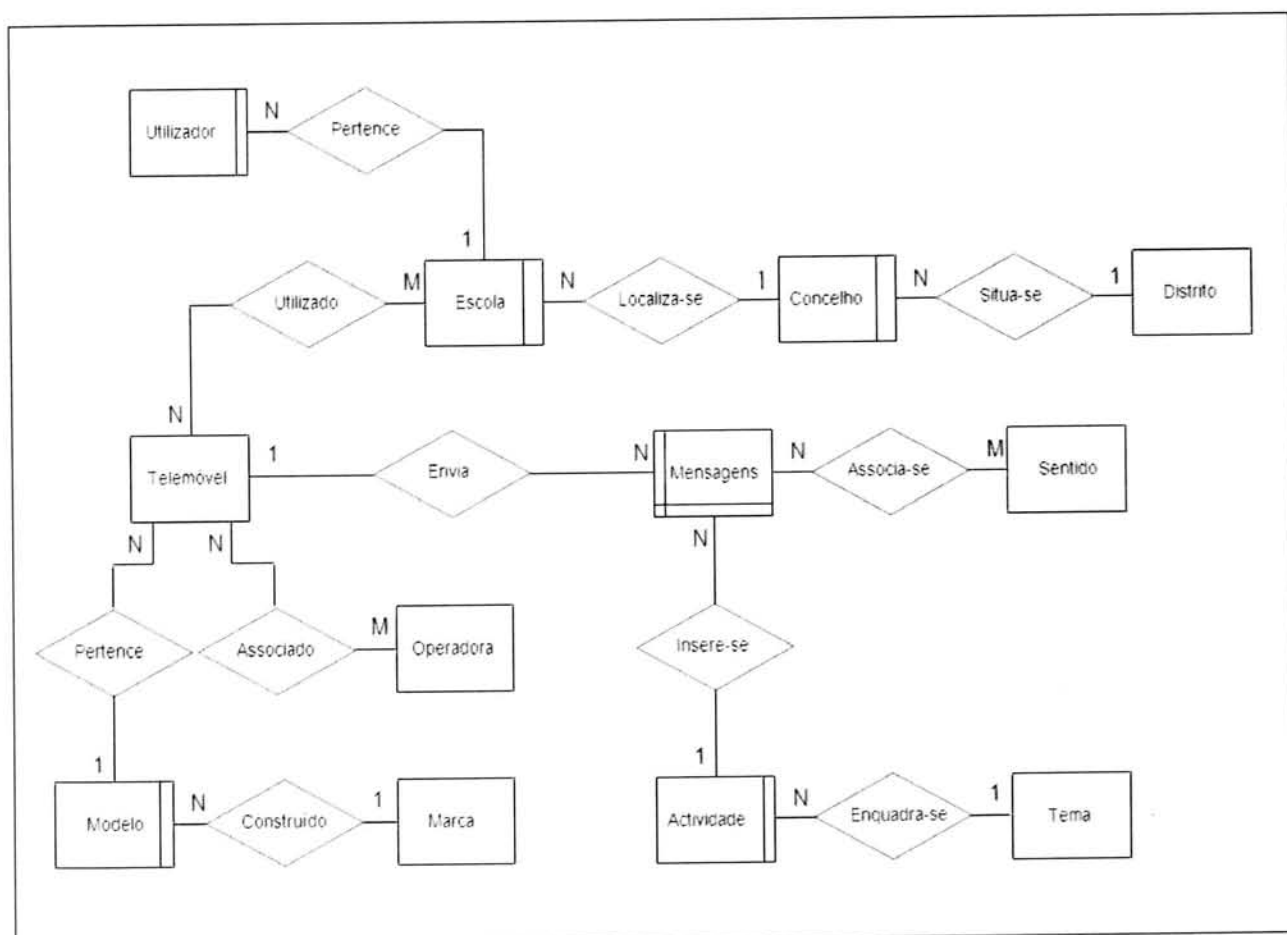 Utilizador N Pertence
1
Utilizado M Escola N Localiza-se 1 Concelho N Situa-se 1 Distrito
N
Telemóvel 1 Envia N Mensagens N Associa-se M Sentido
N N N
Pertence Associado M Operadora Insere-se
1 1
Modelo N Construído 1 Marca Actividade N Enquadra-se 1 Tema